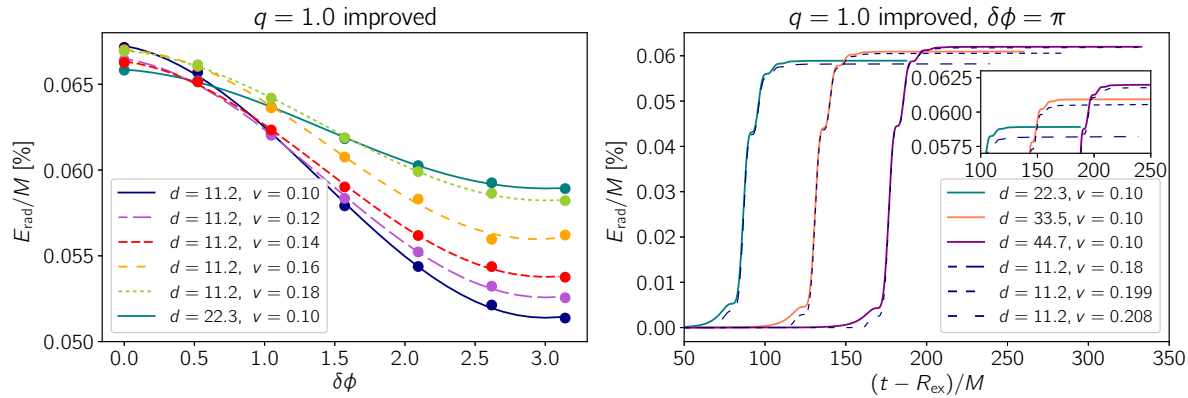 q = 1.0 improved
E_rad/M [%]
0.065
0.060
0.055
0.050
d = 11.2, v = 0.10
d = 11.2, v = 0.12
d = 11.2, v = 0.14
d = 11.2, v = 0.16
d = 11.2, v = 0.18
d = 22.3, v = 0.10
0.0 0.5 1.0 1.5 2.0 2.5 3.0
δϕ
q = 1.0 improved, δϕ = π
E_rad/M [%]
0.06
0.05
0.04
0.03
0.02
0.01
0.00
0.0625
0.0600
0.0575
100 150 200 250
d = 22.3, v = 0.10
d = 33.5, v = 0.10
d = 44.7, v = 0.10
d = 11.2, v = 0.18
d = 11.2, v = 0.199
d = 11.2, v = 0.208
50 100 150 200 250 300 350
(t − R_ex)/M